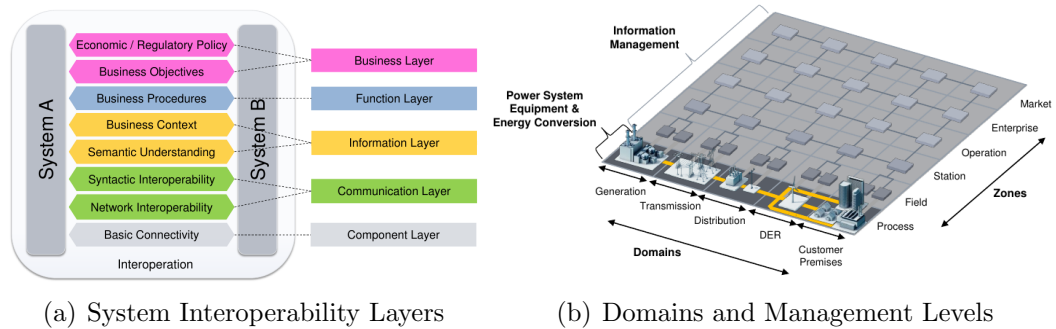 System A
System B
Economic / Regulatory Policy
Business Objectives
Business Procedures
Business Context
Semantic Understanding
Syntactic Interoperability
Network Interoperability
Basic Connectivity
Interoperation
Business Layer
Function Layer
Information Layer
Communication Layer
Component Layer
(a) System Interoperability Layers
Information
Management
Power System
Equipment &
Energy Conversion
Market
Enterprise
Operation
Station
Field
Process
Zones
Generation
Transmission
Distribution
DER
Customer
Premises
Domains
(b) Domains and Management Levels